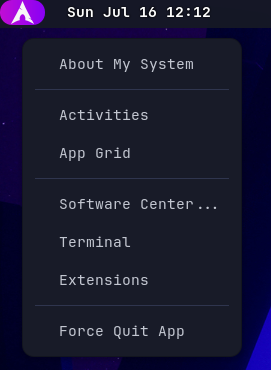 Sun Jul 16 12:12
About My System
Activities
App Grid
Software Center...
Terminal
Extensions
Force Quit App